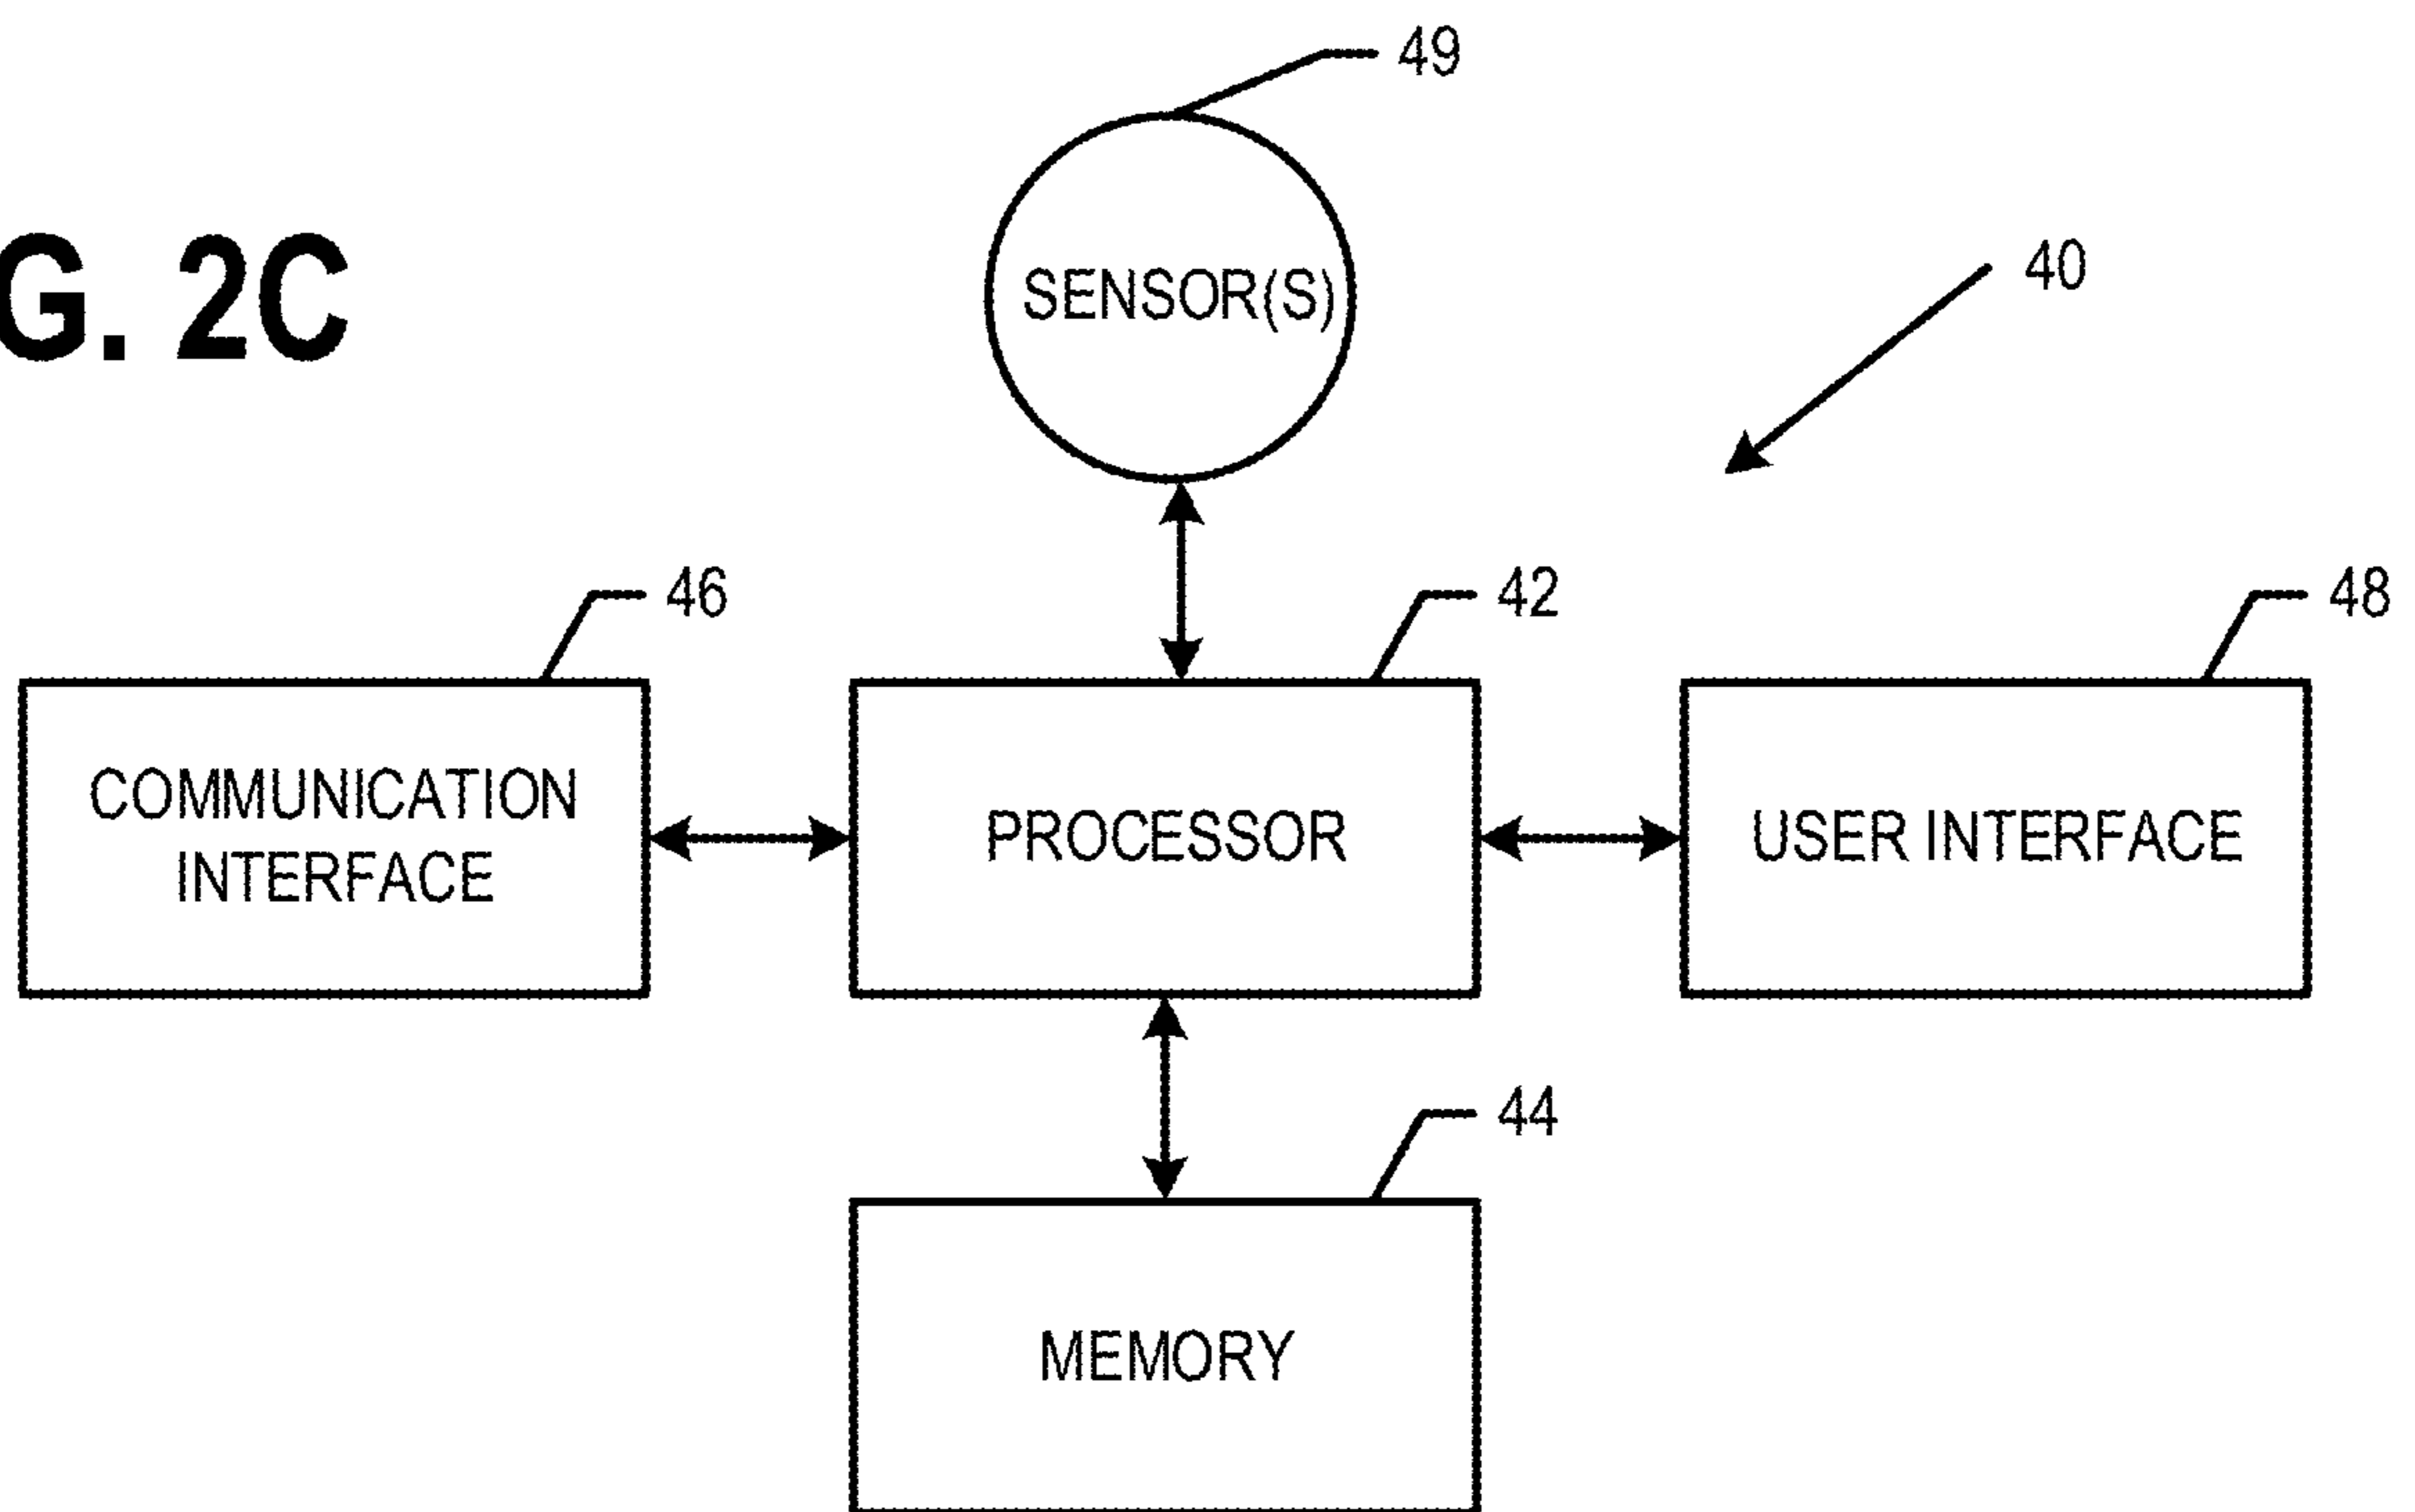 49
G. 2C
SENSOR(S)
40
46
42
48
COMMUNICATION
INTERFACE
PROCESSOR
USER INTERFACE
44
MEMORY